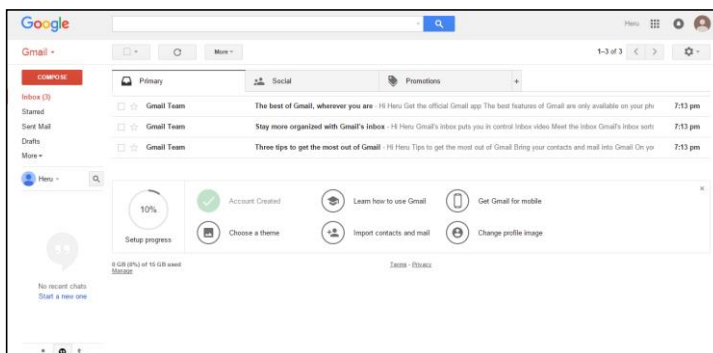 Google
Heru
Gmail
More
1–3 of 3
COMPOSE
Primary
Social
Promotions
+
Inbox (3)
Starred
Sent Mail
Drafts
More
Gmail Team The best of Gmail, wherever you are - Hi Heru Get the official Gmail app The best features of Gmail are only available on your pho 7:13 pm
Gmail Team Stay more organized with Gmail's inbox - Hi Heru Gmail's inbox puts you in control Inbox video Meet the inbox Gmail's inbox sorts 7:13 pm
Gmail Team Three tips to get the most out of Gmail - Hi Heru Tips to get the most out of Gmail Bring your contacts and mail into Gmail On 7:13 pm
Heru
10%
Setup progress
Account Created
Learn how to use Gmail
Get Gmail for mobile
Choose a theme
Import contacts and mail
Change profile image
0 GB (0%) of 15 GB used
Manage
Terms - Privacy
No recent chats
Start a new one